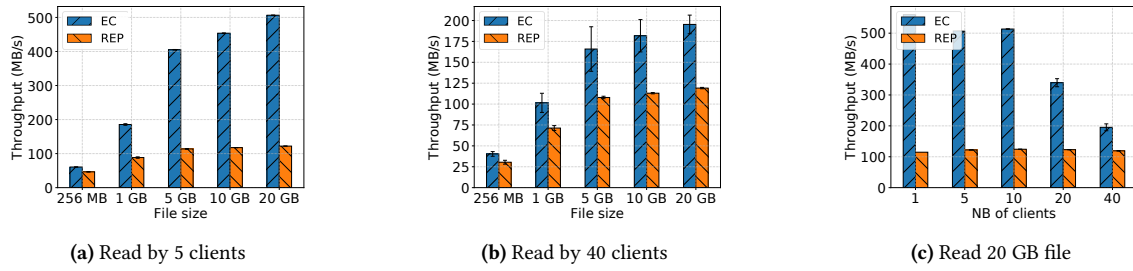 500
400
300
200
100
0
Throughput (MB/s)
EC
REP
256 MB 1 GB 5 GB 10 GB 20 GB
File size
(a) Read by 5 clients
200
175
150
125
100
75
50
25
0
Throughput (MB/s)
EC
REP
256 MB 1 GB 5 GB 10 GB 20 GB
File size
(b) Read by 40 clients
500
400
300
200
100
0
Throughput (MB/s)
EC
REP
1 5 10 20 40
NB of clients
(c) Read 20 GB file